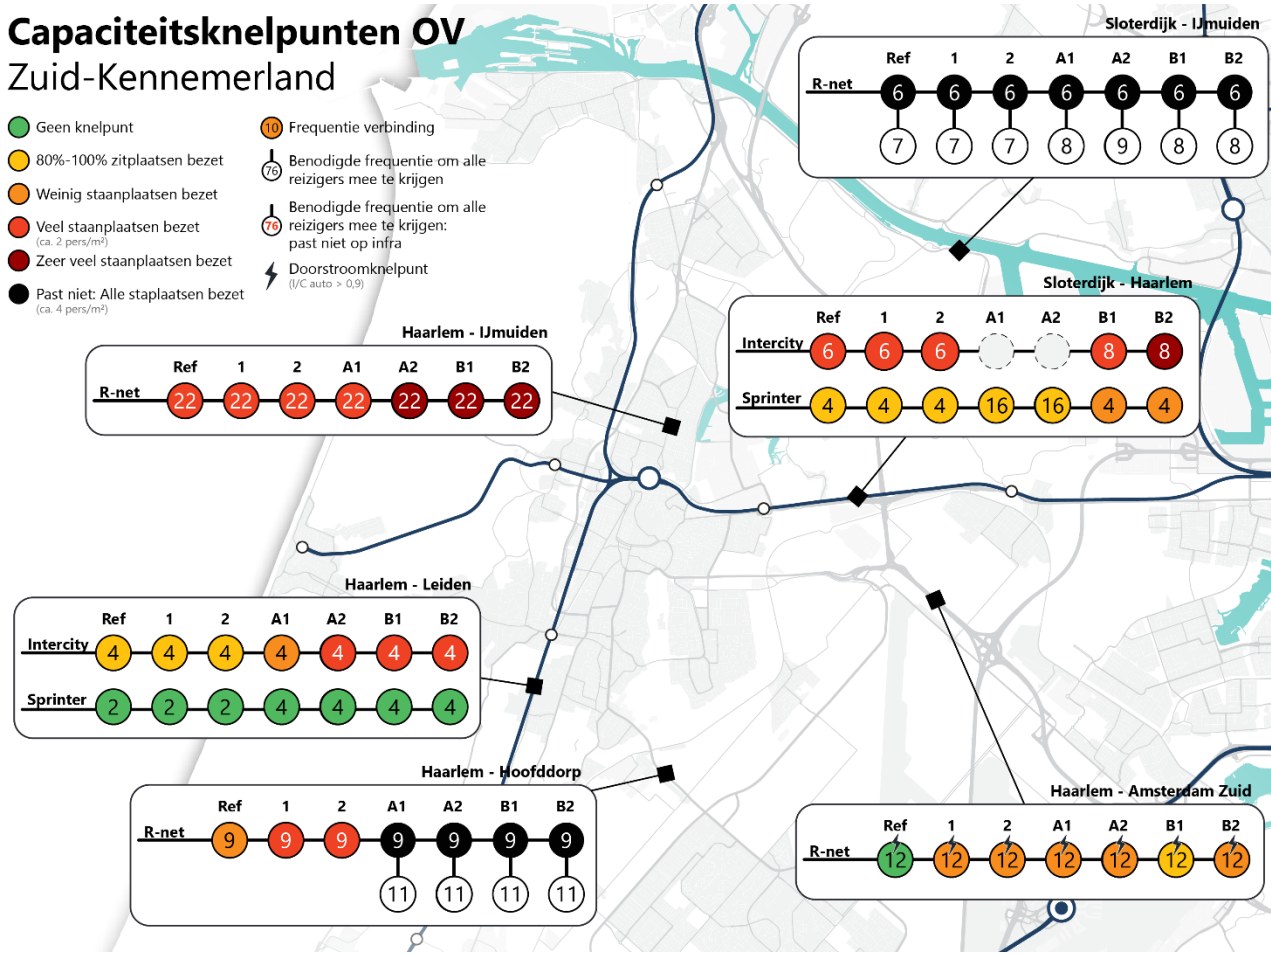 Capaciteitsknelpunten OV
Zuid-Kennemerland
Geen knelpunt
80%-100% zitplaatsen bezet
Weinig staanplaatsen bezet
Veel staanplaatsen bezet
(ca. 2 pers/m²)
Zeer veel staanplaatsen bezet
Past niet: Alle staplaatsen bezet
(ca. 4 pers/m²)
10 Frequentie verbinding
76 Benodigde frequentie om alle
reizigers mee te krijgen
76 Benodigde frequentie om alle
reizigers mee te krijgen:
past niet op infra
Doorstroomknelpunt
(I/C auto > 0,9)
Sloterdijk - IJmuiden
Ref 1 2 A1 A2 B1 B2
R-net 6 6 6 6 6 6 6
7 7 7 8 9 8 8
Sloterdijk - Haarlem
Ref 1 2 A1 A2 B1 B2
Intercity 6 6 6 8 8
Sprinter 4 4 4 16 16 4 4
Haarlem - IJmuiden
Ref 1 2 A1 A2 B1 B2
R-net 22 22 22 22 22 22 22
Haarlem - Leiden
Ref 1 2 A1 A2 B1 B2
Intercity 4 4 4 4 4 4 4
Sprinter 2 2 2 4 4 4 4
Haarlem - Hoofddorp
Ref 1 2 A1 A2 B1 B2
R-net 9 9 9 9 9 9 9
11 11 11 11
Haarlem - Amsterdam Zuid
Ref 1 2 A1 A2 B1 B2
R-net 12 12 12 12 12 12 12